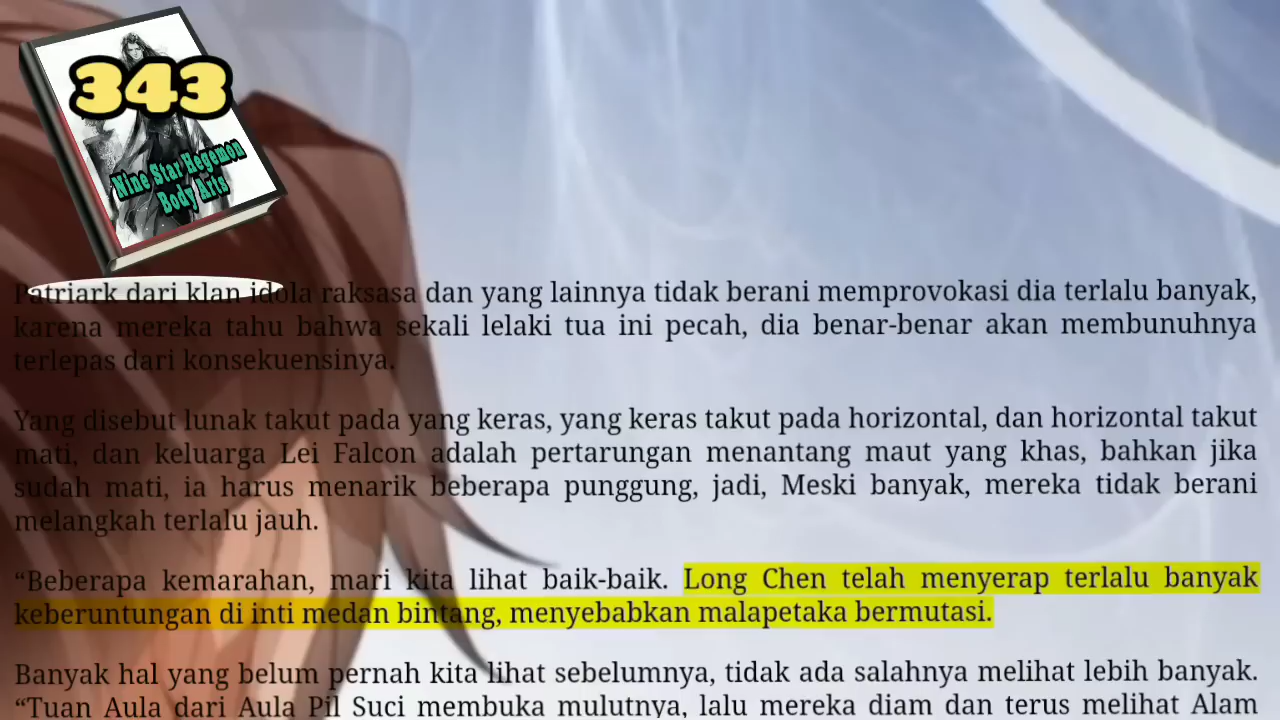 343
Nine Star Hegemon
Body Arts
Patriark dari klan idola raksasa dan yang lainnya tidak berani memprovokasi dia terlalu banyak,
karena mereka tahu bahwa sekali lelaki tua ini pecah, dia benar-benar akan membunuhnya
terlepas dari konsekuensinya.
Yang disebut lunak takut pada yang keras, yang keras takut pada horizontal, dan horizontal takut
mati, dan keluarga Lei Falcon adalah pertarungan menantang maut yang khas, bahkan jika
sudah mati, ia harus menarik beberapa punggung, jadi, Meski banyak, mereka tidak berani
melangkah terlalu jauh.
“Beberapa kemarahan, mari kita lihat baik-baik. Long Chen telah menyerap terlalu banyak
keberuntungan di inti medan bintang, menyebabkan malapetaka bermutasi.
Banyak hal yang belum pernah kita lihat sebelumnya, tidak ada salahnya melihat lebih banyak.
“Tuan Aula dari Aula Pil Suci membuka mulutnya, lalu mereka diam dan terus melihat Alam